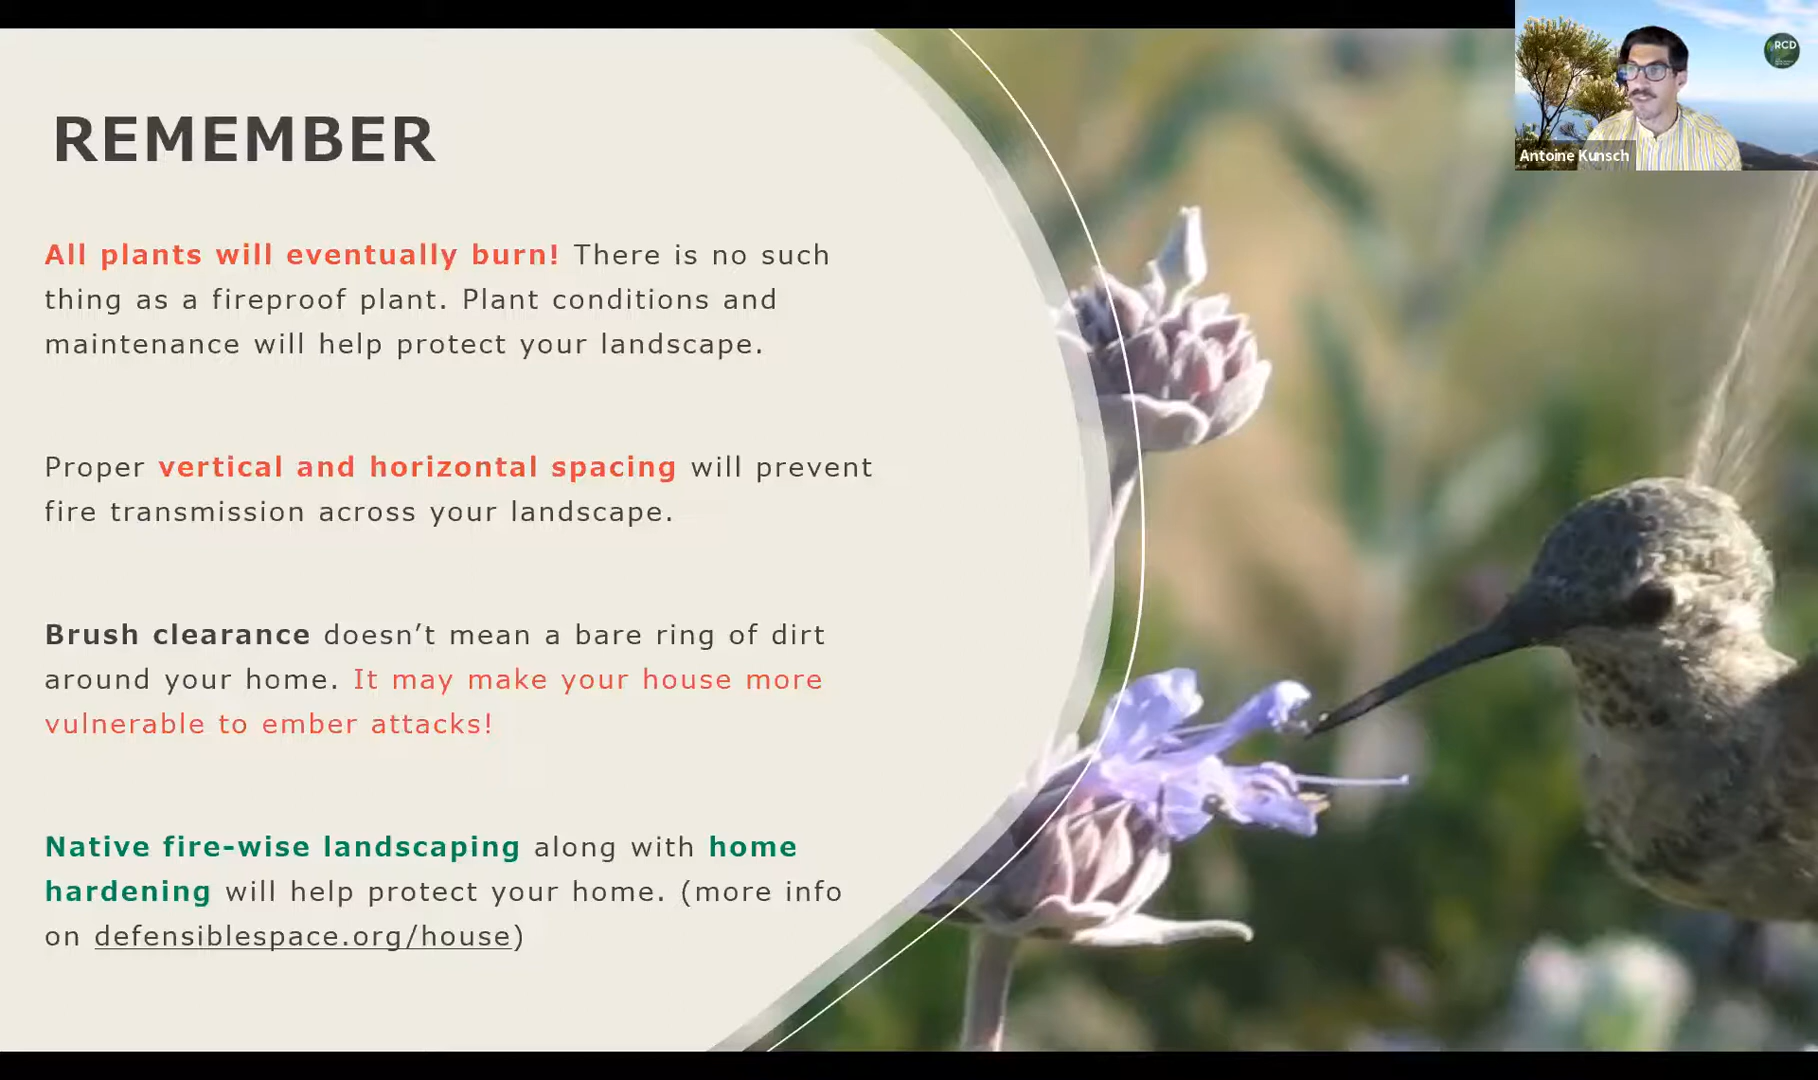 REMEMBER
All plants will eventually burn! There is no such
thing as a fireproof plant. Plant conditions and
maintenance will help protect your landscape.
Proper vertical and horizontal spacing will prevent
fire transmission across your landscape.
Brush clearance doesn’t mean a bare ring of dirt
around your home. It may make your house more
vulnerable to ember attacks!
Native fire-wise landscaping along with home
hardening will help protect your home. (more info
on defensiblespace.org/house)
RCD
Antoine Kunsch